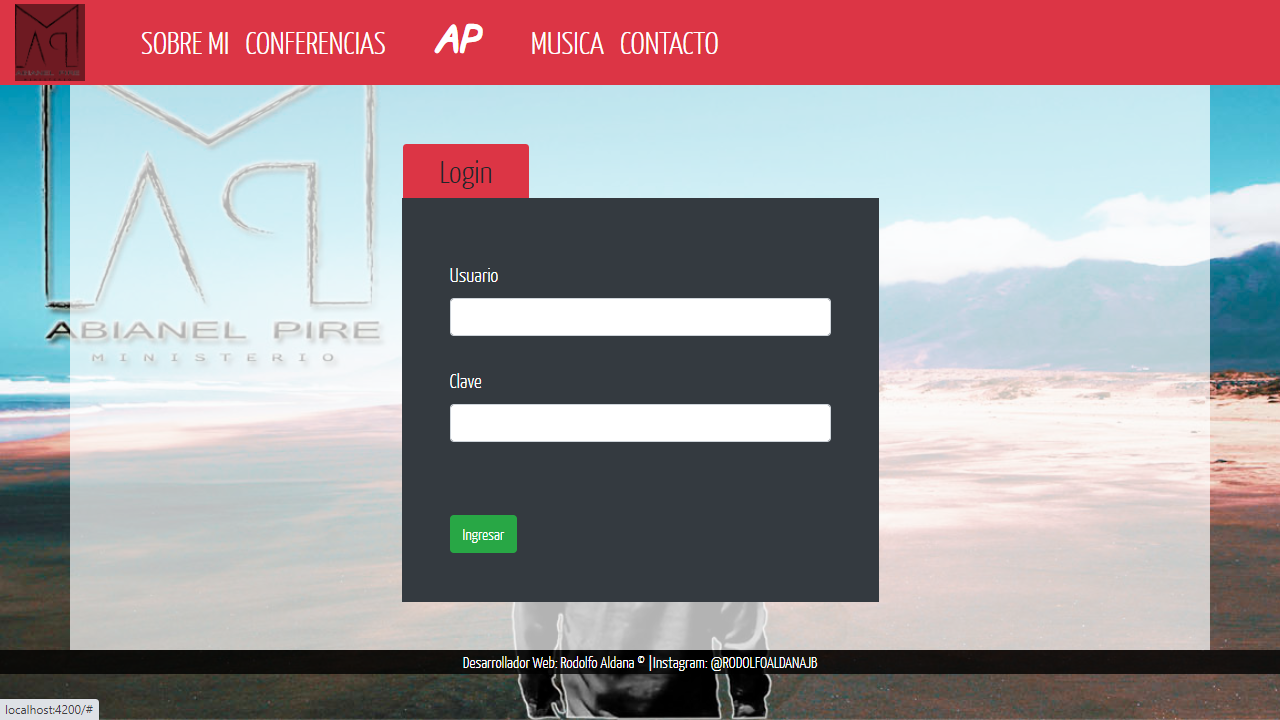 SOBRE MI CONFERENCIAS AP MUSICA CONTACTO
Login
ABIANEL PIRE
MINISTERIO
Usuario
Clave
Ingresar
Desarrollador Web: Rodolfo Aldana © |Instagram: @RODOLFOALDANAJB
localhost:4200/#